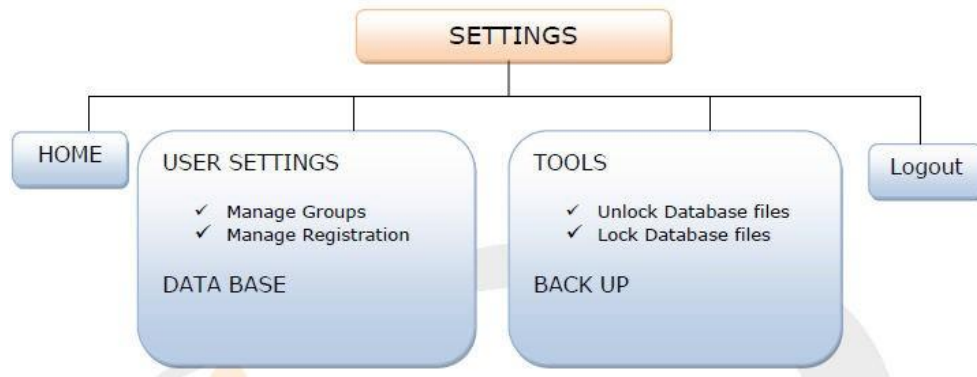 SETTINGS
HOME
USER SETTINGS
✓ Manage Groups
✓ Manage Registration
DATA BASE
TOOLS
✓ Unlock Database files
✓ Lock Database files
BACK UP
Logout